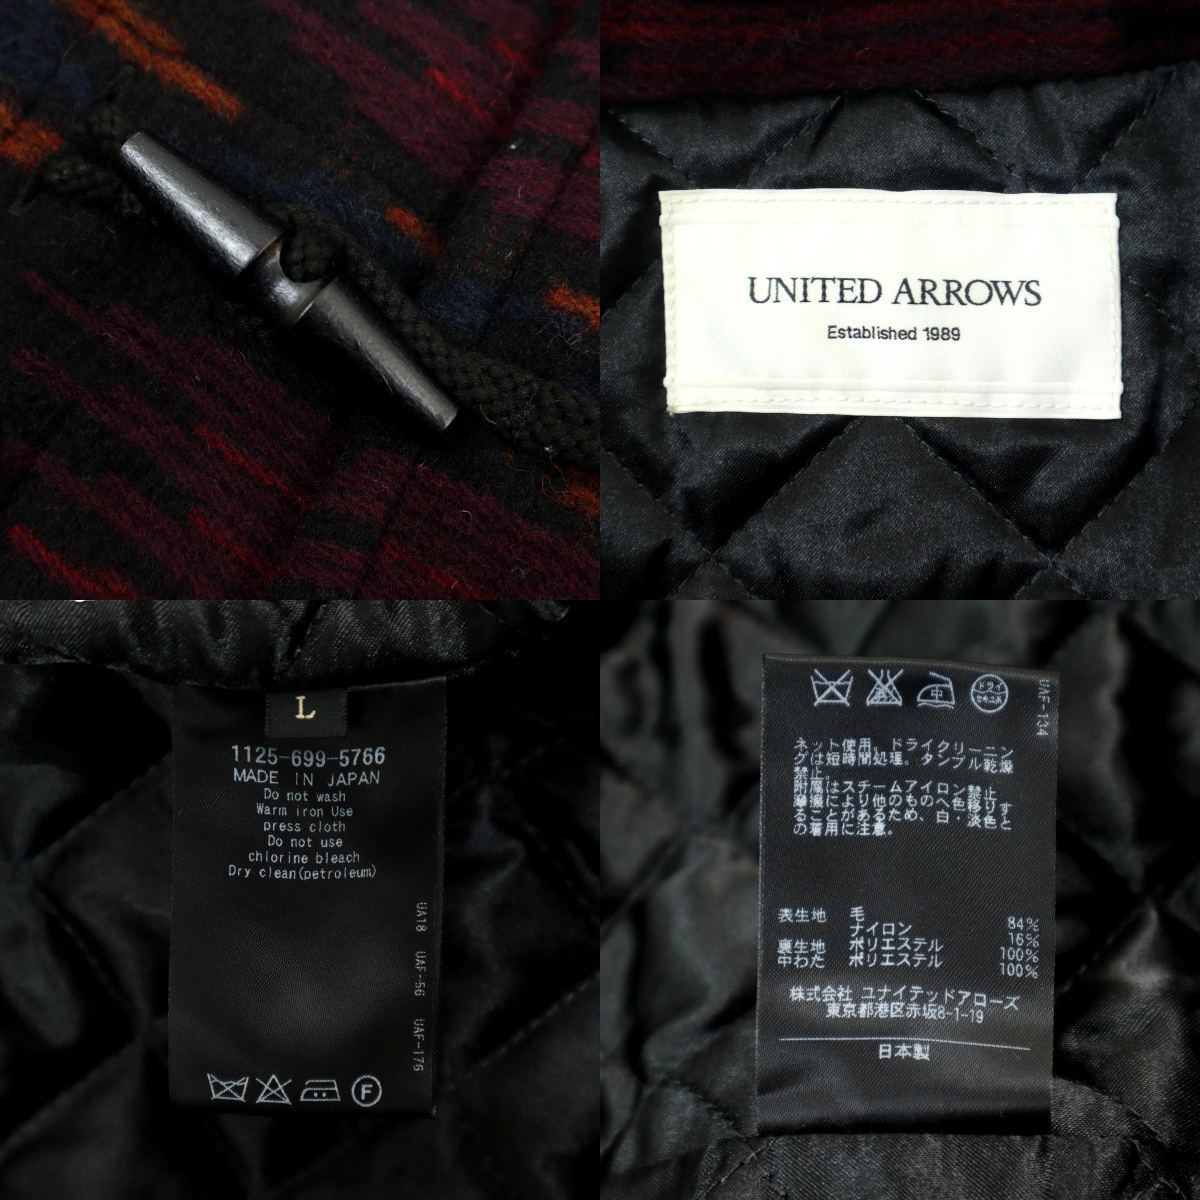 UNITED ARROWS
Established 1989
L
1125-699-5766
MADE IN JAPAN
Do not wash
Warm iron Use
press cloth
Do not use
chlorine bleach
Dry clean(petroleum)
UA18 UAF-56 UAF-176
F
中
ドライ
セキユ系
UAF-134
ネット使用。ドライクリーニン
グは短時間処理。タンブル乾燥
禁止。
附属はスチームアイロン禁止
摩擦により他のものへ色移りす
ることがあるため、白・淡色と
の着用に注意。
表生地 毛 84%
ナイロン 16%
裏生地 ポリエステル 100%
中わた ポリエステル 100%
株式会社 ユナイテッドアローズ
東京都港区赤坂8-1-19
日本製